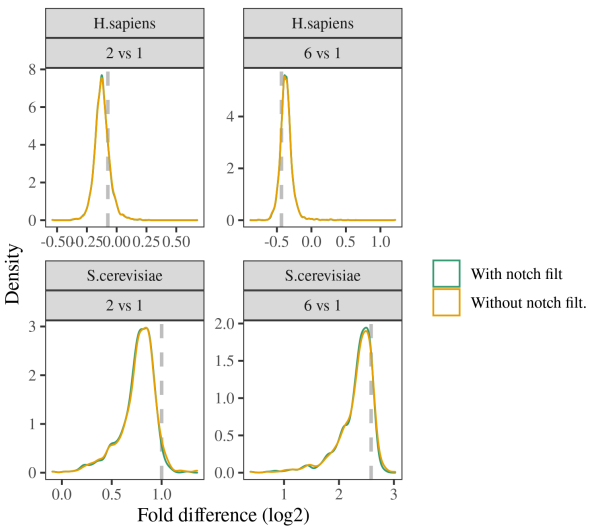 H.sapiens
H.sapiens
2 vs 1
6 vs 1
8
6
4
2
0
4
2
0
-0.50-0.250.00 0.25 0.50
-0.5 0.0 0.5 1.0
Density
S.cerevisiae
S.cerevisiae
2 vs 1
6 vs 1
With notch filt
Without notch filt.
3
2
1
0
2.0
1.5
1.0
0.5
0.0
0.0 0.5 1.0
1 2 3
Fold difference (log2)